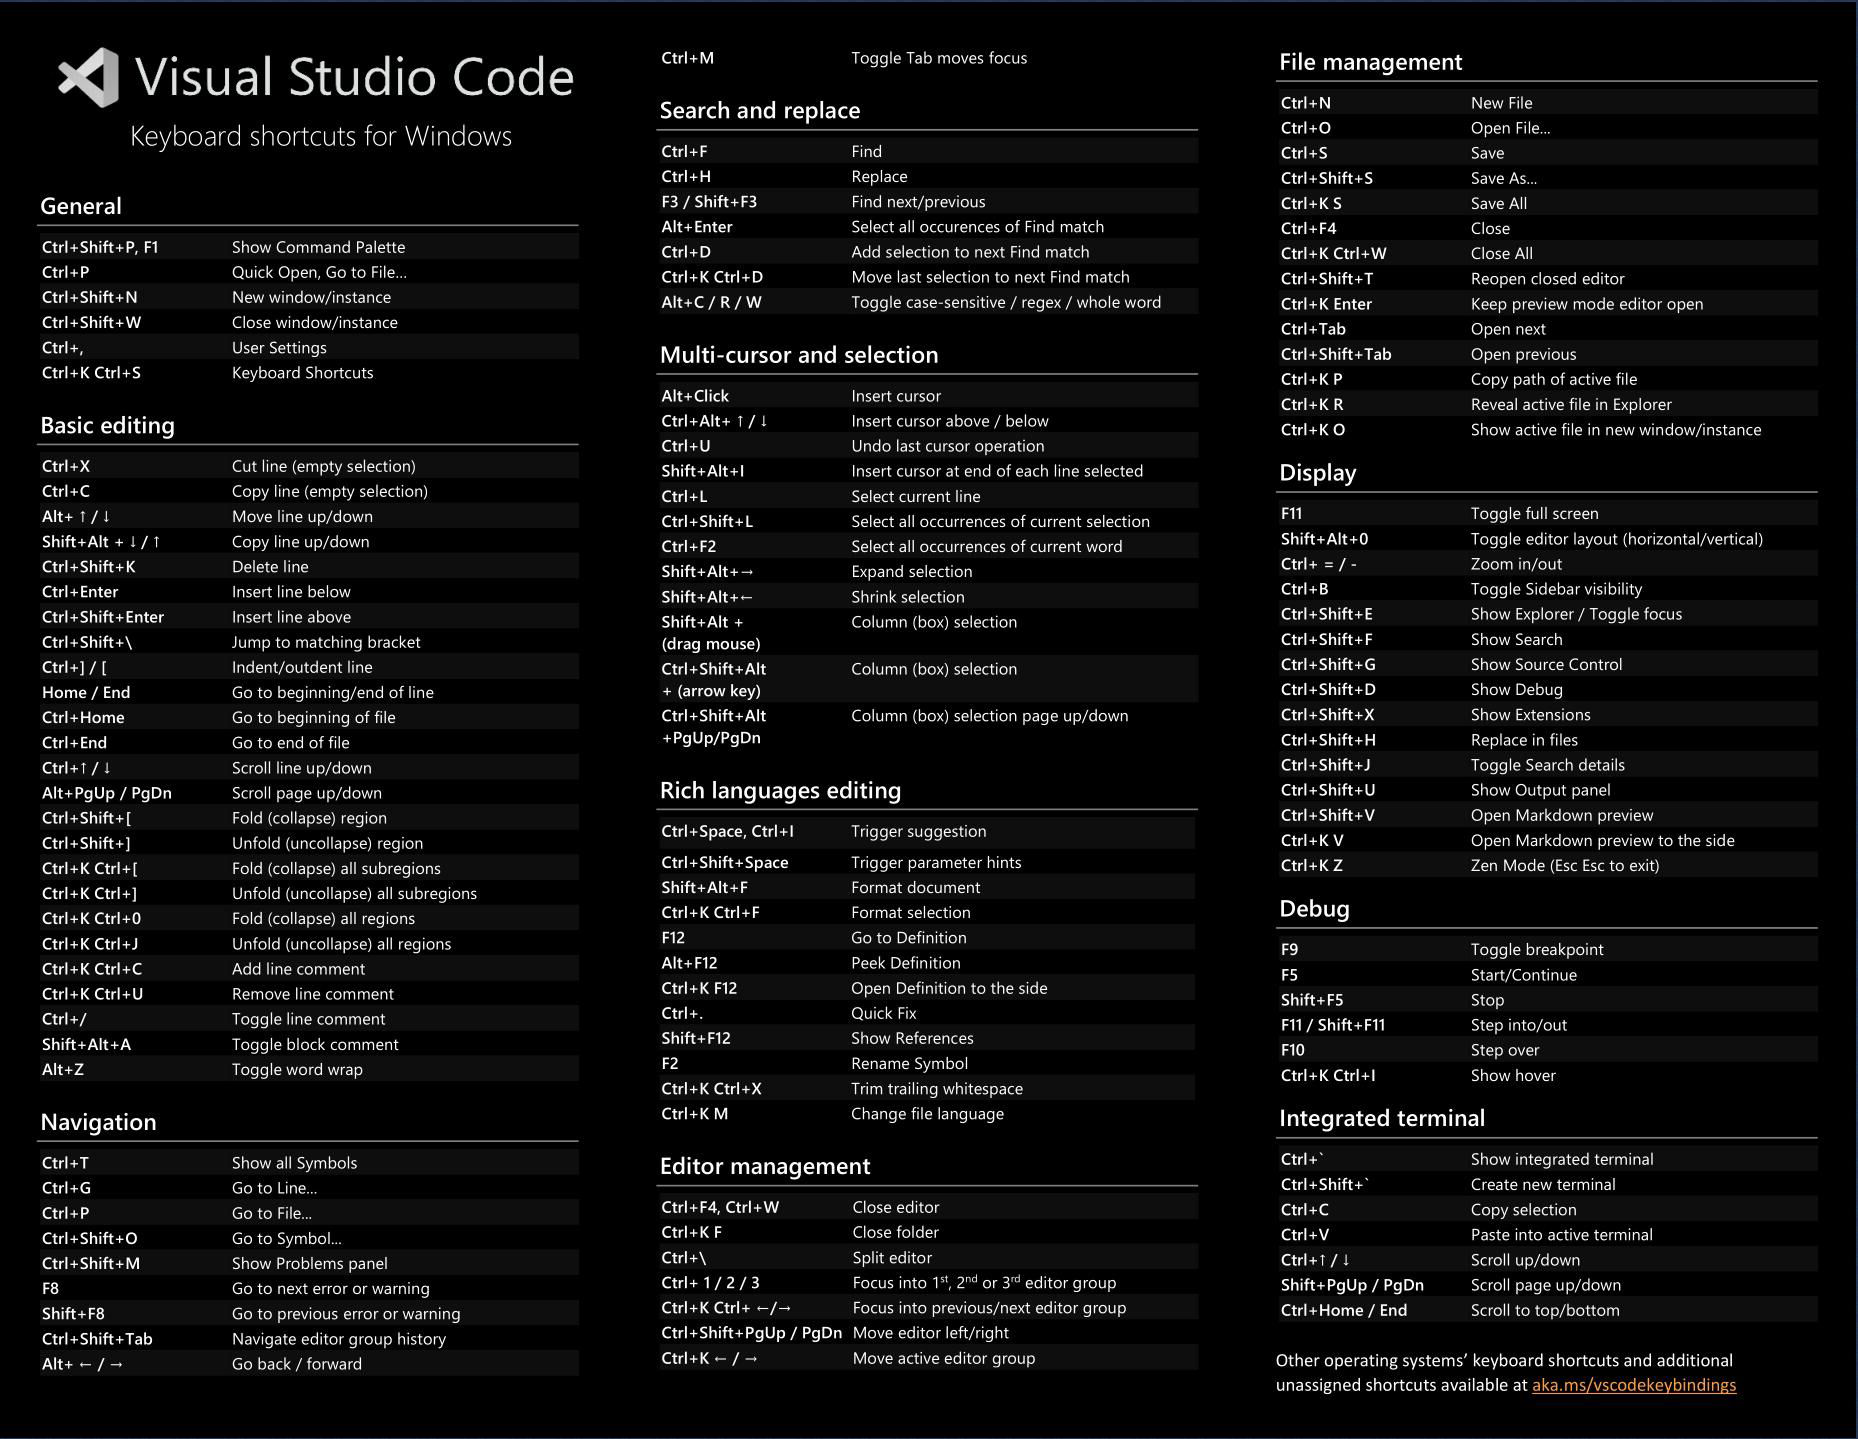 Visual Studio Code
Keyboard shortcuts for Windows
General
Ctrl+Shift+P, F1 Show Command Palette
Ctrl+P Quick Open, Go to File...
Ctrl+Shift+N New window/instance
Ctrl+Shift+W Close window/instance
Ctrl+, User Settings
Ctrl+K Ctrl+S Keyboard Shortcuts
Basic editing
Ctrl+X Cut line (empty selection)
Ctrl+C Copy line (empty selection)
Alt+ ↑ / ↓ Move line up/down
Shift+Alt + ↓ / ↑ Copy line up/down
Ctrl+Shift+K Delete line
Ctrl+Enter Insert line below
Ctrl+Shift+Enter Insert line above
Ctrl+Shift+\ Jump to matching bracket
Ctrl+] / [ Indent/outdent line
Home / End Go to beginning/end of line
Ctrl+Home Go to beginning of file
Ctrl+End Go to end of file
Ctrl+↑ / ↓ Scroll line up/down
Alt+PgUp / PgDn Scroll page up/down
Ctrl+Shift+[ Fold (collapse) region
Ctrl+Shift+] Unfold (uncollapse) region
Ctrl+K Ctrl+[ Fold (collapse) all subregions
Ctrl+K Ctrl+] Unfold (uncollapse) all subregions
Ctrl+K Ctrl+0 Fold (collapse) all regions
Ctrl+K Ctrl+J Unfold (uncollapse) all regions
Ctrl+K Ctrl+C Add line comment
Ctrl+K Ctrl+U Remove line comment
Ctrl+/ Toggle line comment
Shift+Alt+A Toggle block comment
Alt+Z Toggle word wrap
Navigation
Ctrl+T Show all Symbols
Ctrl+G Go to Line...
Ctrl+P Go to File...
Ctrl+Shift+O Go to Symbol...
Ctrl+Shift+M Show Problems panel
F8 Go to next error or warning
Shift+F8 Go to previous error or warning
Ctrl+Shift+Tab Navigate editor group history
Alt+ ← / → Go back / forward
Ctrl+M Toggle Tab moves focus
Search and replace
Ctrl+F Find
Ctrl+H Replace
F3 / Shift+F3 Find next/previous
Alt+Enter Select all occurences of Find match
Ctrl+D Add selection to next Find match
Ctrl+K Ctrl+D Move last selection to next Find match
Alt+C / R / W Toggle case-sensitive / regex / whole word
Multi-cursor and selection
Alt+Click Insert cursor
Ctrl+Alt+ ↑ / ↓ Insert cursor above / below
Ctrl+U Undo last cursor operation
Shift+Alt+I Insert cursor at end of each line selected
Ctrl+L Select current line
Ctrl+Shift+L Select all occurrences of current selection
Ctrl+F2 Select all occurrences of current word
Shift+Alt+→ Expand selection
Shift+Alt+← Shrink selection
Shift+Alt + Column (box) selection
(drag mouse)
Ctrl+Shift+Alt Column (box) selection
+ (arrow key)
Ctrl+Shift+Alt Column (box) selection page up/down
+PgUp/PgDn
Rich languages editing
Ctrl+Space, Ctrl+I Trigger suggestion
Ctrl+Shift+Space Trigger parameter hints
Shift+Alt+F Format document
Ctrl+K Ctrl+F Format selection
F12 Go to Definition
Alt+F12 Peek Definition
Ctrl+K F12 Open Definition to the side
Ctrl+. Quick Fix
Shift+F12 Show References
F2 Rename Symbol
Ctrl+K Ctrl+X Trim trailing whitespace
Ctrl+K M Change file language
Editor management
Ctrl+F4, Ctrl+W Close editor
Ctrl+K F Close folder
Ctrl+\ Split editor
Ctrl+ 1 / 2 / 3 Focus into 1st, 2nd or 3rd editor group
Ctrl+K Ctrl+ ←/→ Focus into previous/next editor group
Ctrl+Shift+PgUp / PgDn Move editor left/right
Ctrl+K ← / → Move active editor group
File management
Ctrl+N New File
Ctrl+O Open File...
Ctrl+S Save
Ctrl+Shift+S Save As...
Ctrl+K S Save All
Ctrl+F4 Close
Ctrl+K Ctrl+W Close All
Ctrl+Shift+T Reopen closed editor
Ctrl+K Enter Keep preview mode editor open
Ctrl+Tab Open next
Ctrl+Shift+Tab Open previous
Ctrl+K P Copy path of active file
Ctrl+K R Reveal active file in Explorer
Ctrl+K O Show active file in new window/instance
Display
F11 Toggle full screen
Shift+Alt+0 Toggle editor layout (horizontal/vertical)
Ctrl+ = / - Zoom in/out
Ctrl+B Toggle Sidebar visibility
Ctrl+Shift+E Show Explorer / Toggle focus
Ctrl+Shift+F Show Search
Ctrl+Shift+G Show Source Control
Ctrl+Shift+D Show Debug
Ctrl+Shift+X Show Extensions
Ctrl+Shift+H Replace in files
Ctrl+Shift+J Toggle Search details
Ctrl+Shift+U Show Output panel
Ctrl+Shift+V Open Markdown preview
Ctrl+K V Open Markdown preview to the side
Ctrl+K Z Zen Mode (Esc Esc to exit)
Debug
F9 Toggle breakpoint
F5 Start/Continue
Shift+F5 Stop
F11 / Shift+F11 Step into/out
F10 Step over
Ctrl+K Ctrl+I Show hover
Integrated terminal
Ctrl+` Show integrated terminal
Ctrl+Shift+` Create new terminal
Ctrl+C Copy selection
Ctrl+V Paste into active terminal
Ctrl+↑ / ↓ Scroll up/down
Shift+PgUp / PgDn Scroll page up/down
Ctrl+Home / End Scroll to top/bottom
Other operating systems’ keyboard shortcuts and additional
unassigned shortcuts available at aka.ms/vscodekeybindings